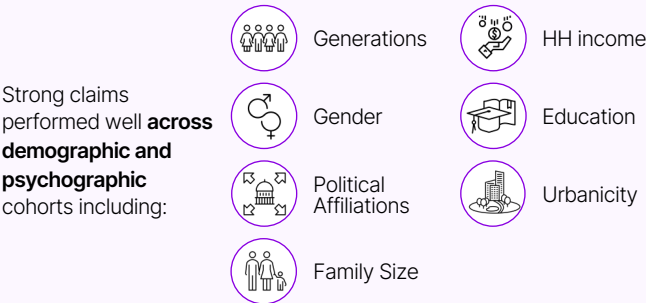 Strong claims
performed well across
demographic and
psychographic
cohorts including:
Generations
HH income
Gender
Education
Political
Affiliations
Urbanicity
Family Size